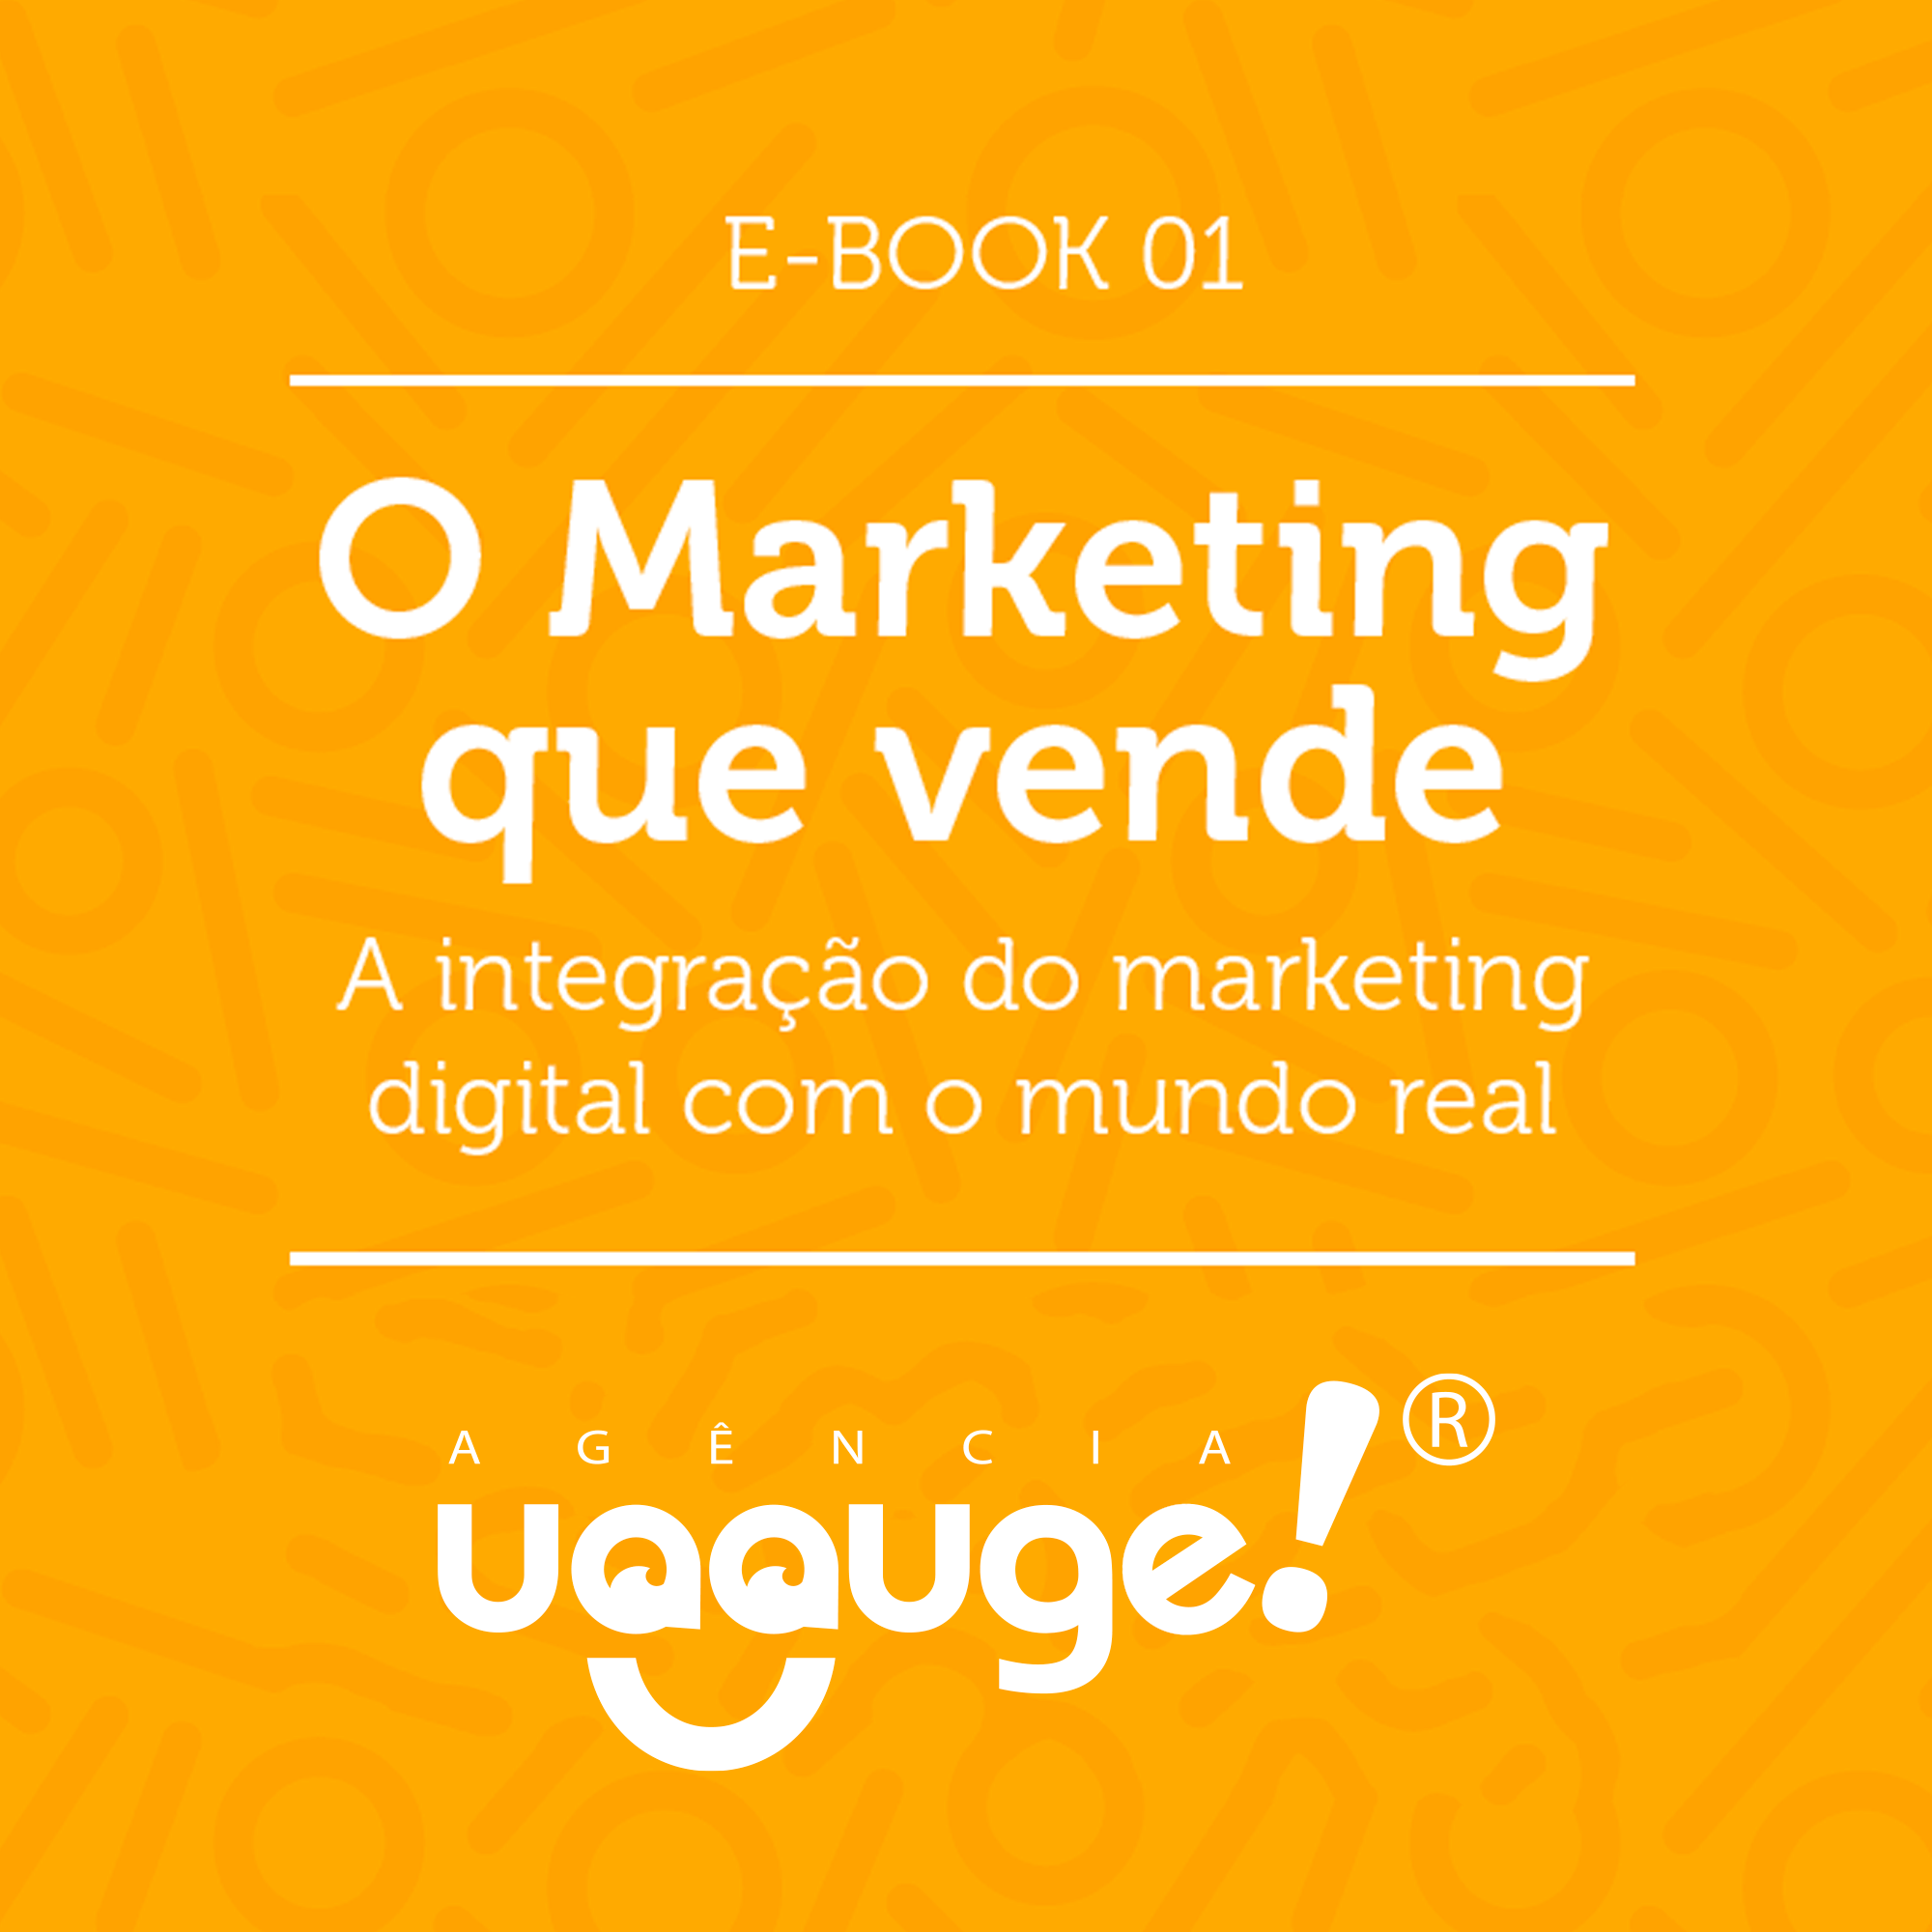 E-BOOK 01
O Marketing
que vende
A integração do marketing
digital com o mundo real
AGÊNCIA
uaauge!®